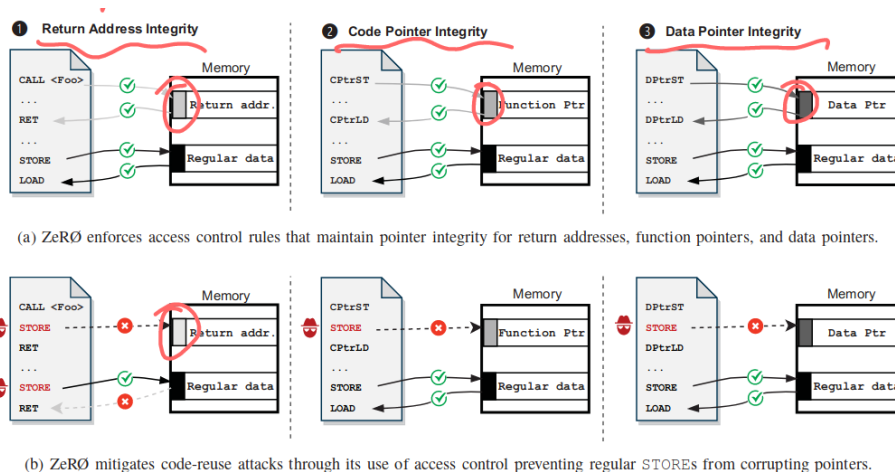 1 Return Address Integrity
Memory
CALL <Foo>
...
RET
...
STORE
LOAD
Return addr.
Regular data
2 Code Pointer Integrity
Memory
CPtrST
...
CPtrLD
...
STORE
LOAD
Function Ptr
Regular data
3 Data Pointer Integrity
Memory
DPtrST
...
DPtrLD
...
STORE
LOAD
Data Ptr
Regular data
(a) ZeRØ enforces access control rules that maintain pointer integrity for return addresses, function pointers, and data pointers.
Memory
CALL <Foo>
STORE
RET
...
STORE
RET
Return addr.
Regular data
Memory
CPtrST
STORE
CPtrLD
...
STORE
LOAD
Function Ptr
Regular data
Memory
DPtrST
STORE
DPtrLD
...
STORE
LOAD
Data Ptr
Regular data
(b) ZeRØ mitigates code-reuse attacks through its use of access control preventing regular STOREs from corrupting pointers.